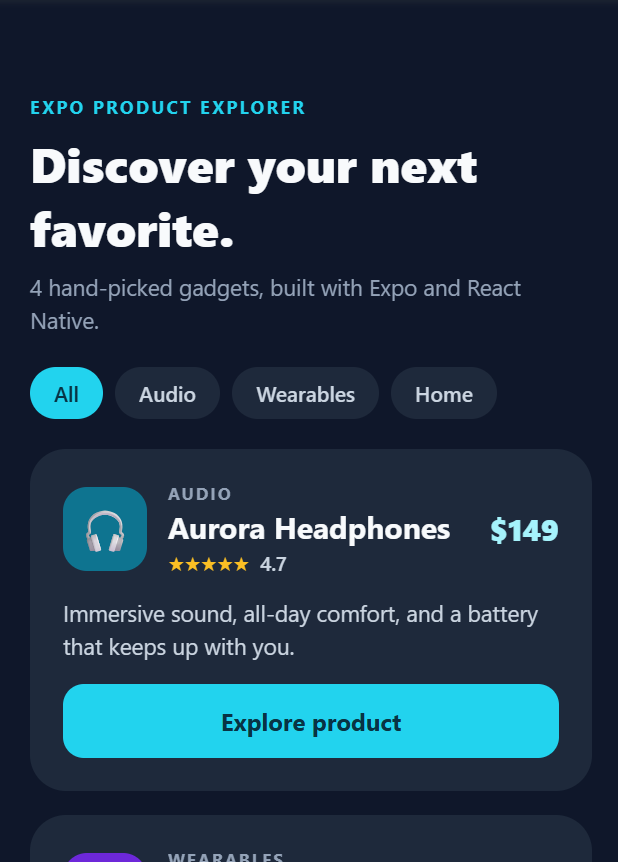 EXPO PRODUCT EXPLORER
Discover your next
favorite.
4 hand-picked gadgets, built with Expo and React
Native.
All Audio Wearables Home
AUDIO
Aurora Headphones $149
★★★★★ 4.7
Immersive sound, all-day comfort, and a battery
that keeps up with you.
Explore product
WEARABLES